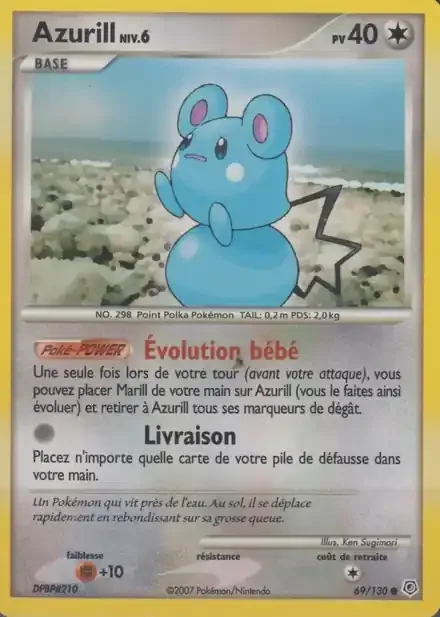 Azurill NIV.6
PV 40
BASE
NO. 298 Point Polka Pokémon TAIL: 0,2 m PDS: 2,0 kg
Poké-POWER Évolution bébé
Une seule fois lors de votre tour (avant votre attaque), vous
pouvez placer Marill de votre main sur Azurill (vous le faites ainsi
évoluer) et retirer à Azurill tous ses marqueurs de dégât.
Livraison
Placez n'importe quelle carte de votre pile de défausse dans
votre main.
Un Pokémon qui vit près de l'eau. Au sol, il se déplace
rapidement en rebondissant sur sa grosse queue.
Illus. Ken Sugimori
faiblesse résistance coût de retraite
+10
DPBP#210 ©2007 Pokémon/Nintendo 69/130